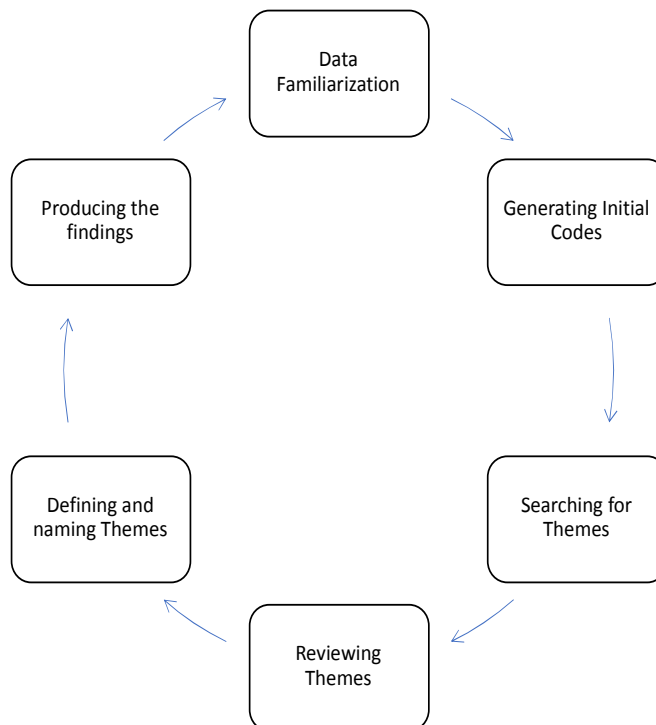 Data
Familiarization
Generating Initial
Codes
Searching for
Themes
Reviewing
Themes
Defining and
naming Themes
Producing the
findings